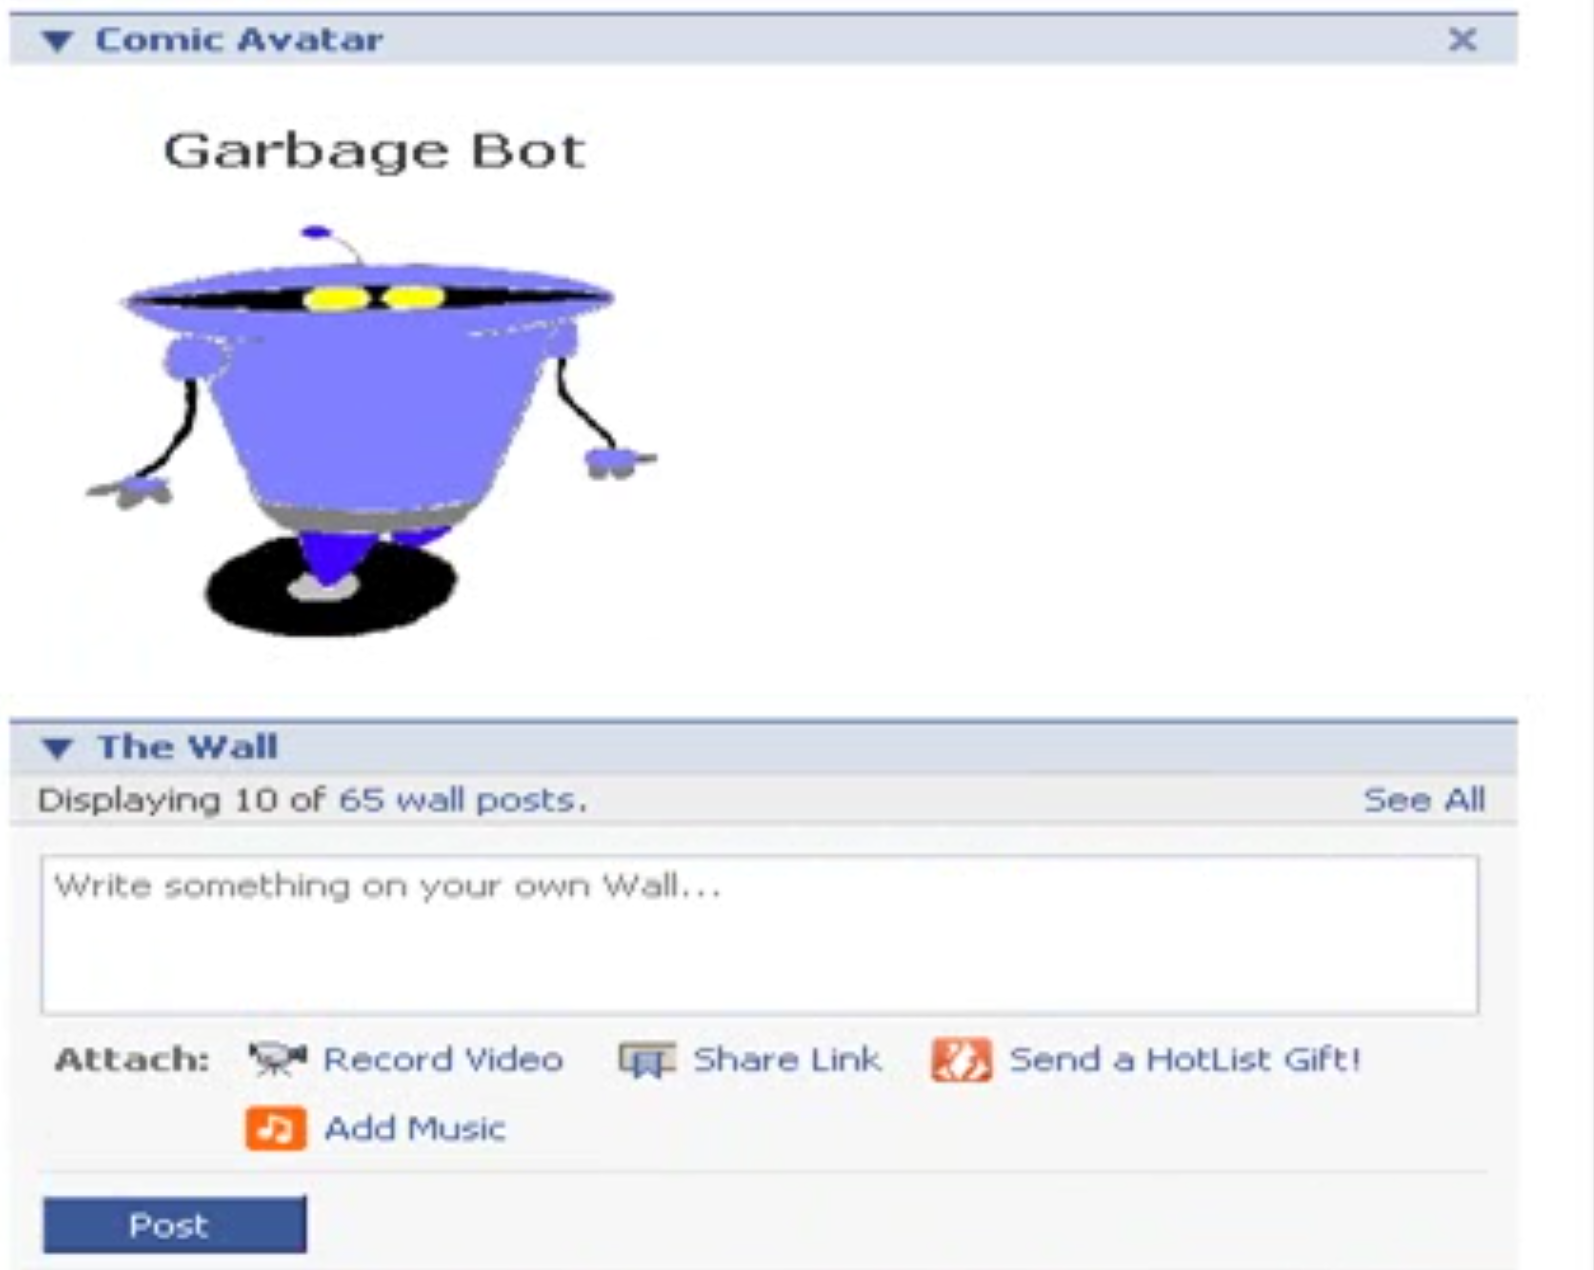 Comic Avatar
Garbage Bot
The Wall
Displaying 10 of 65 wall posts. See All
Write something on your own Wall...
Attach: Record Video Share Link Send a HotList Gift!
Add Music
Post